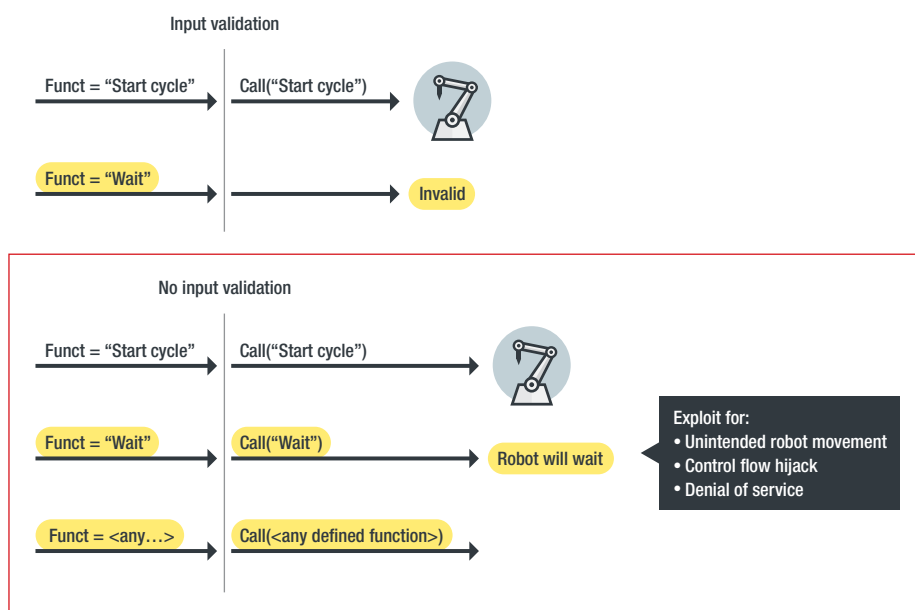 Input validation
Funct = “Start cycle”
Call(“Start cycle”)
Funct = “Wait”
Invalid
No input validation
Funct = “Start cycle”
Call(“Start cycle”)
Funct = “Wait”
Call(“Wait”)
Robot will wait
Exploit for:
• Unintended robot movement
• Control flow hijack
• Denial of service
Funct = <any…>
Call(<any defined function>)